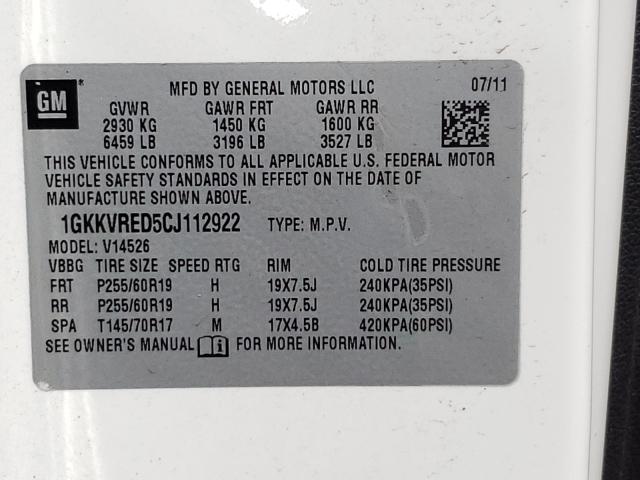 GM
MFD BY GENERAL MOTORS LLC 07/11
GVWR GAWR FRT GAWR RR
2930 KG 1450 KG 1600 KG
6459 LB 3196 LB 3527 LB
THIS VEHICLE CONFORMS TO ALL APPLICABLE U.S. FEDERAL MOTOR
VEHICLE SAFETY STANDARDS IN EFFECT ON THE DATE OF
MANUFACTURE SHOWN ABOVE.
1GKKVRED5CJ112922 TYPE: M.P.V.
MODEL: V14526
VBBG TIRE SIZE SPEED RTG RIM COLD TIRE PRESSURE
FRT P255/60R19 H 19X7.5J 240KPA(35PSI)
RR P255/60R19 H 19X7.5J 240KPA(35PSI)
SPA T145/70R17 M 17X4.5B 420KPA(60PSI)
SEE OWNER'S MANUAL FOR MORE INFORMATION.